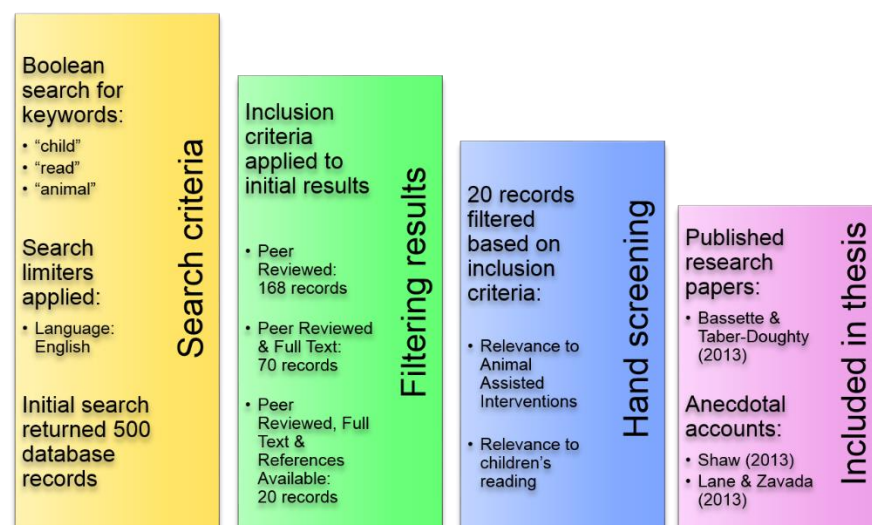 Boolean
search for
keywords:
• “child”
• “read”
• “animal”
Search
limiters
applied:
• Language:
English
Initial search
returned 500
database
records
Search criteria
Inclusion
criteria
applied to
initial results
• Peer
Reviewed:
168 records
• Peer Reviewed
& Full Text:
70 records
• Peer
Reviewed, Full
Text &
References
Available:
20 records
Filtering results
20 records
filtered
based on
inclusion
criteria:
• Relevance to
Animal
Assisted
Interventions
• Relevance to
children’s
reading
Hand screening
Published
research
papers:
• Bassette &
Taber-Doughty
(2013)
Anecdotal
accounts:
• Shaw (2013)
• Lane & Zavada
(2013)
Included in thesis